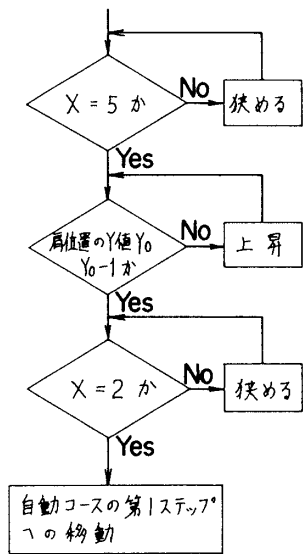 X = 5 か
No
狭める
Yes
肩位置のY値Y0
Y0-1か
No
上昇
Yes
X = 2 か
No
狭める
Yes
自動コースの第1ステップ
への移動